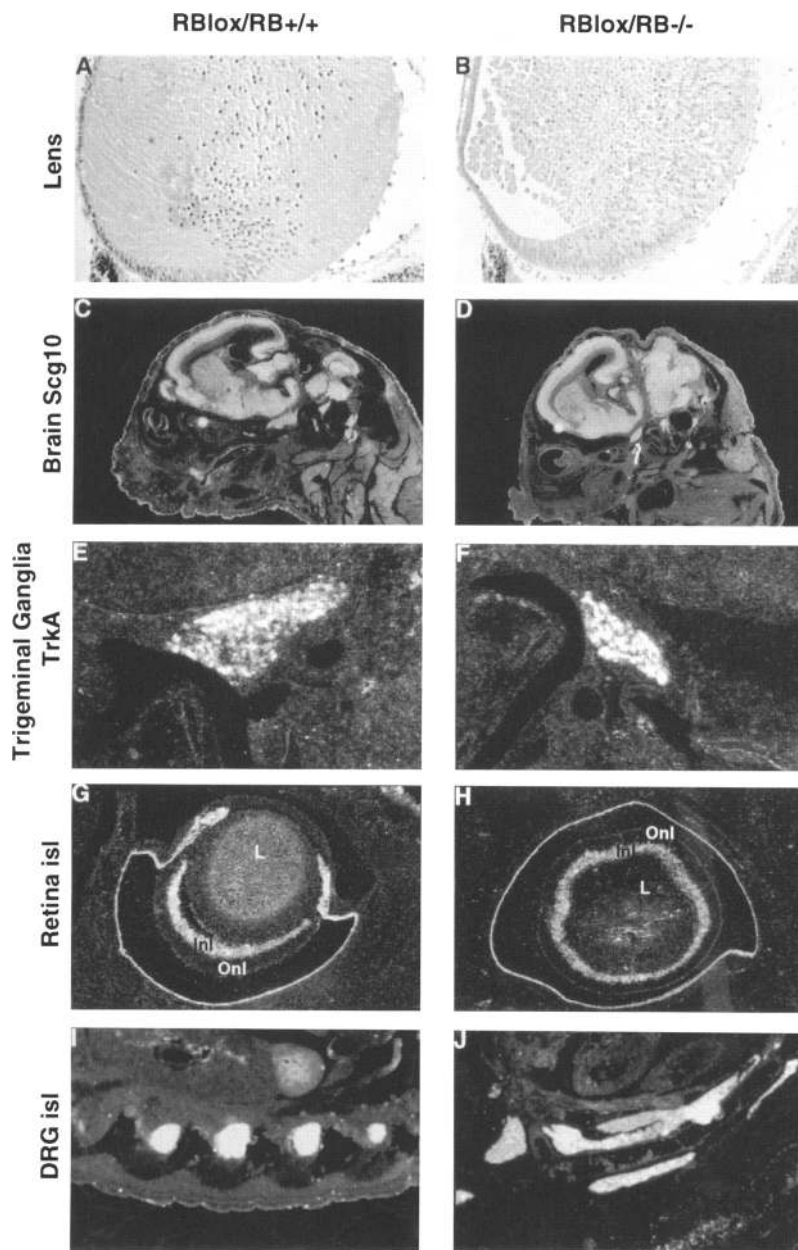 RBlox/RB+/+
RBlox/RB-/-
Lens
A
B
Brain Scg10
C
D
Trigeminal Ganglia
TrkA
E
F
Retina isl
G
L
Inl
Onl
H
Onl
Inl
L
DRG isl
I
J